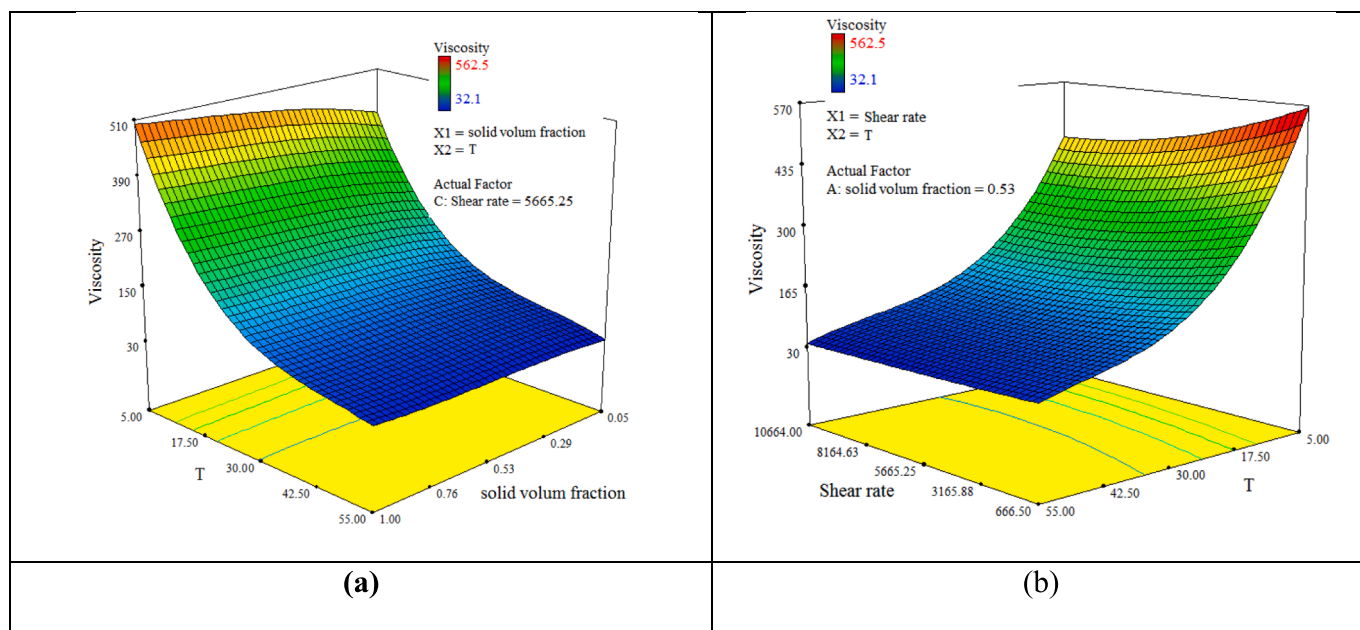 Viscosity
562.5
32.1
X1 = solid volum fraction
X2 = T
Actual Factor
C: Shear rate = 5665.25
510
390
270
150
30
Viscosity
5.00
17.50
30.00
42.50
55.00
T
1.00
0.76
0.53
0.29
0.05
solid volum fraction
(a)
Viscosity
562.5
32.1
X1 = Shear rate
X2 = T
Actual Factor
A: solid volum fraction = 0.53
570
435
300
165
30
Viscosity
10664.00
8164.63
5665.25
3165.88
666.50
Shear rate
55.00
42.50
30.00
17.50
5.00
T
(b)